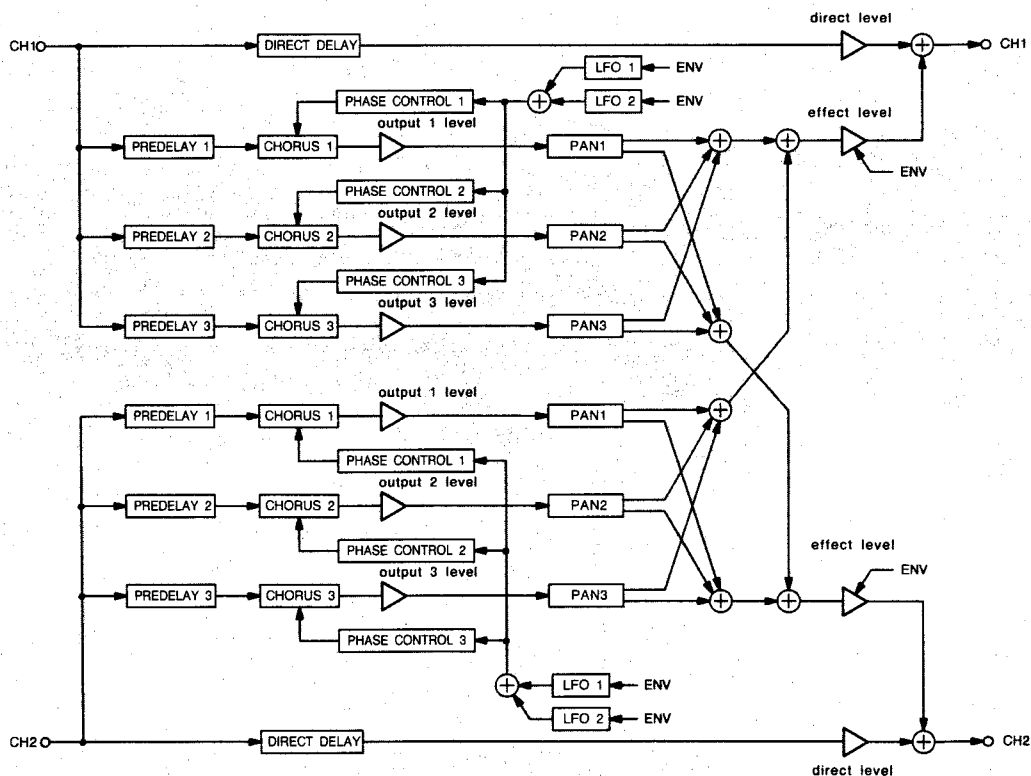 direct level
CH1
DIRECT DELAY
CH1
LFO 1
ENV
PHASE CONTROL 1
LFO 2
ENV
effect level
output 1 level
PREDELAY 1
CHORUS 1
PAN1
ENV
PHASE CONTROL 2
output 2 level
PREDELAY 2
CHORUS 2
PAN2
PHASE CONTROL 3
output 3 level
PREDELAY 3
CHORUS 3
PAN3
output 1 level
PREDELAY 1
CHORUS 1
PAN1
PHASE CONTROL 1
output 2 level
PREDELAY 2
CHORUS 2
PAN2
PHASE CONTROL 2
effect level
output 3 level
ENV
PREDELAY 3
CHORUS 3
PAN3
PHASE CONTROL 3
LFO 1
ENV
LFO 2
ENV
CH2
DIRECT DELAY
CH2
direct level